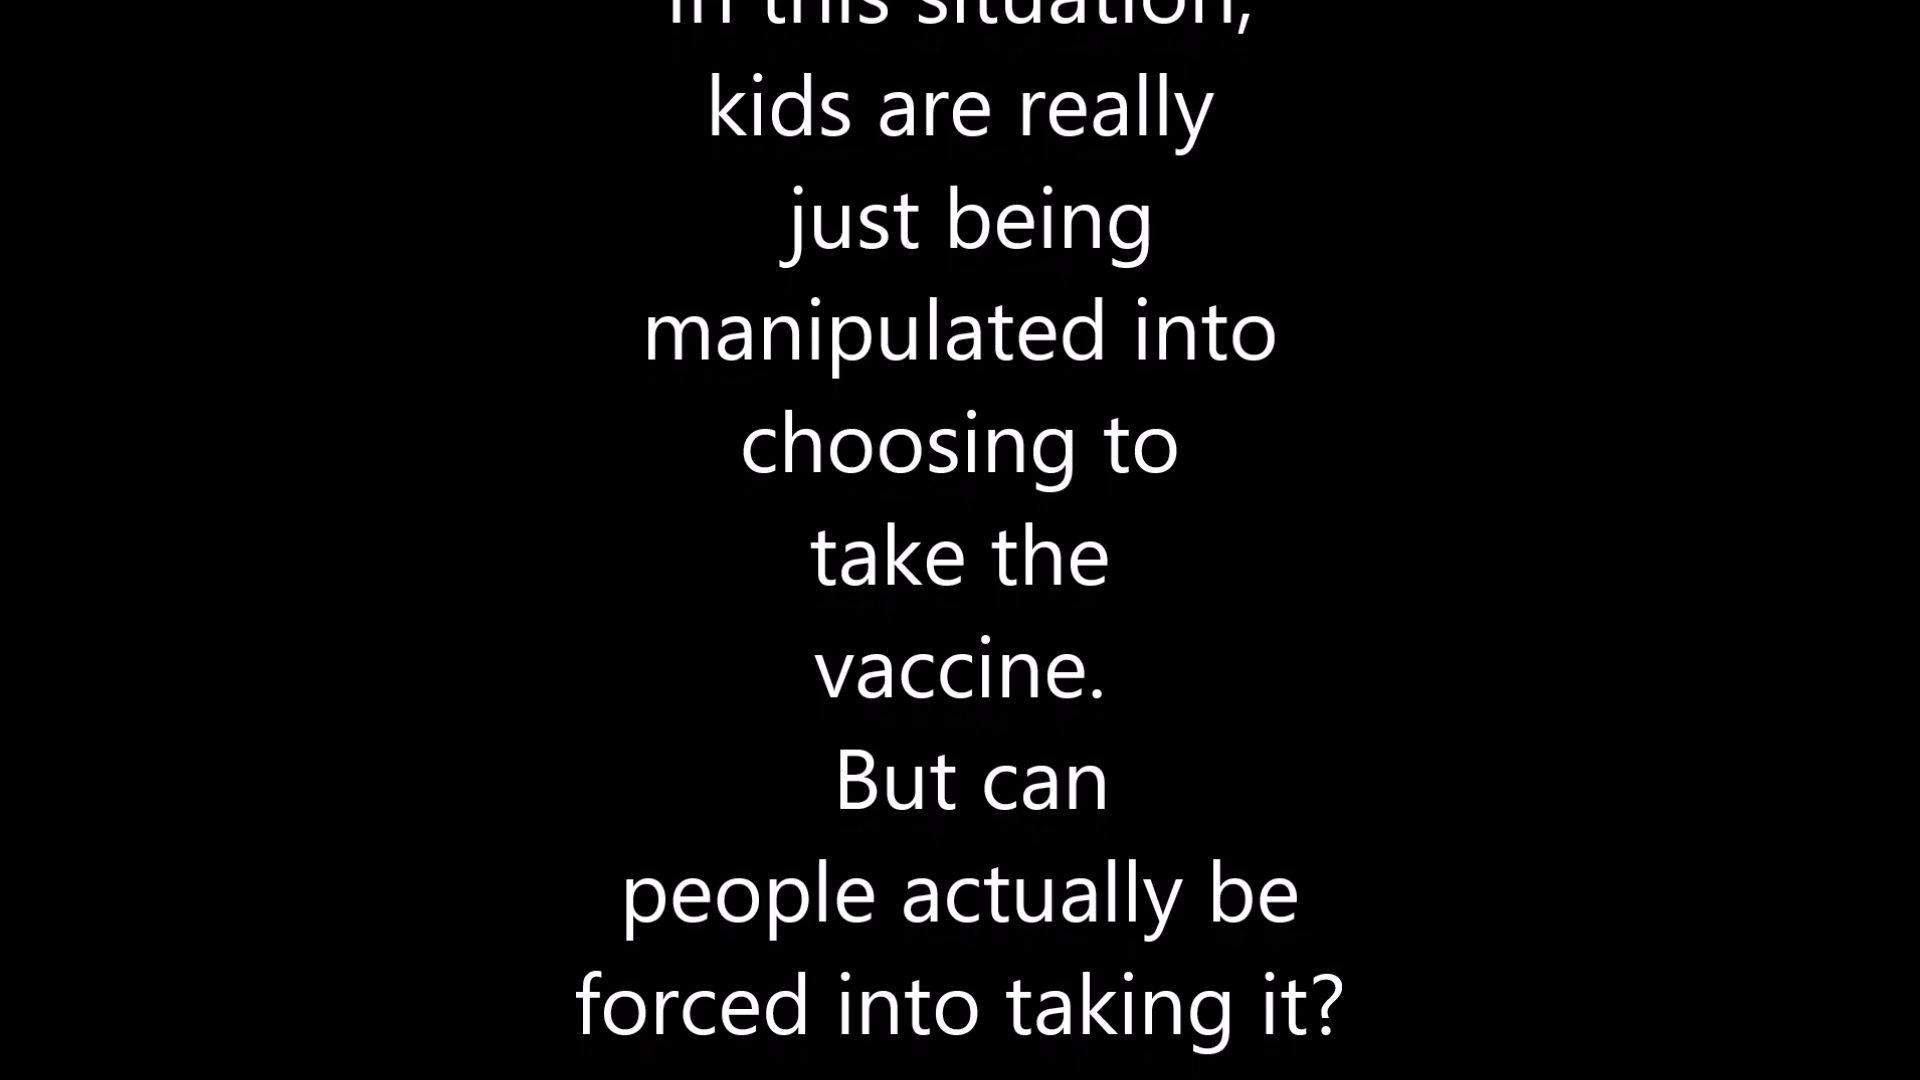 in this situation,
kids are really
just being
manipulated into
choosing to
take the
vaccine.
But can
people actually be
forced into taking it?